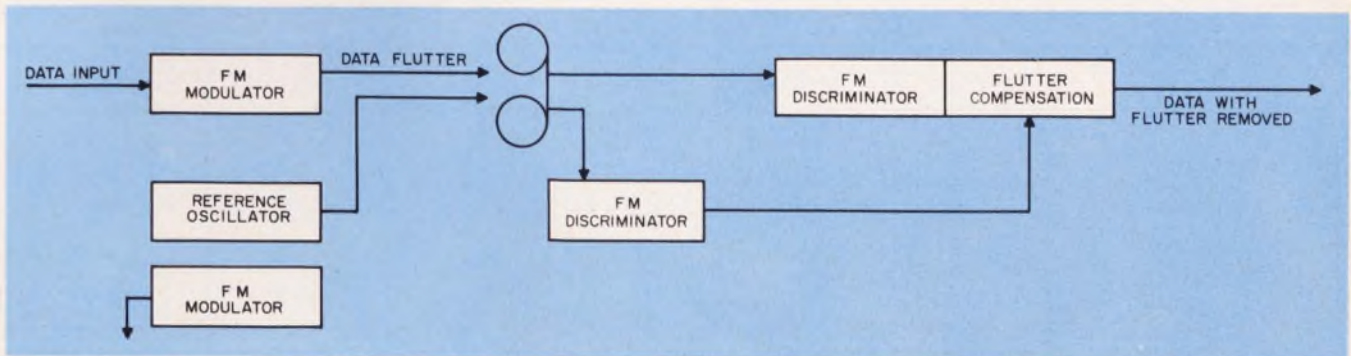 DATA INPUT
FM
MODULATOR
DATA FLUTTER
FM
DISCRIMINATOR
FLUTTER
COMPENSATION
DATA WITH
FLUTTER REMOVED
REFERENCE
OSCILLATOR
FM
DISCRIMINATOR
FM
MODULATOR